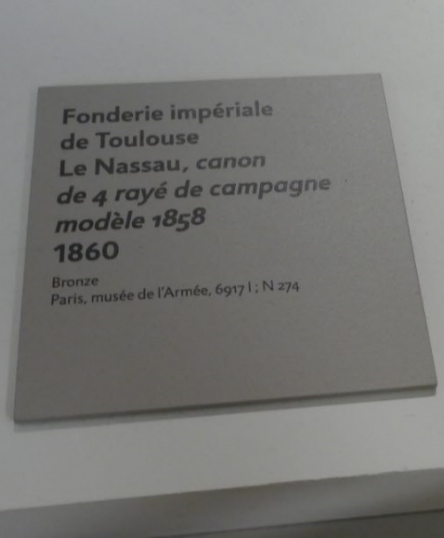 Fonderie impériale
de Toulouse
Le Nassau, canon
de 4 rayé de campagne
modèle 1858
1860
Bronze
Paris, musée de l'Armée, 6917 I ; N 274